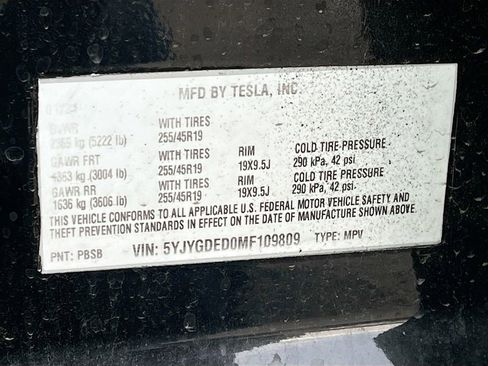 MFD BY TESLA, INC.
GVWR WITH TIRES
2369 kg (5222 lb) 255/45R19
GAWR FRT WITH TIRES RIM COLD TIRE PRESSURE
1363 kg (3004 lb) 255/45R19 19X9.5J 290 kPa, 42 psi
GAWR RR WITH TIRES RIM COLD TIRE PRESSURE
1636 kg (3606 lb) 255/45R19 19X9.5J 290 kPa, 42 psi
THIS VEHICLE CONFORMS TO ALL APPLICABLE U.S. FEDERAL MOTOR VEHICLE SAFETY AND
THEFT PREVENTION STANDARDS IN EFFECT ON THE DATE OF MANUFACTURE SHOWN ABOVE.
PNT: PBSB VIN: 5YJYGDED0MF109809 TYPE: MPV